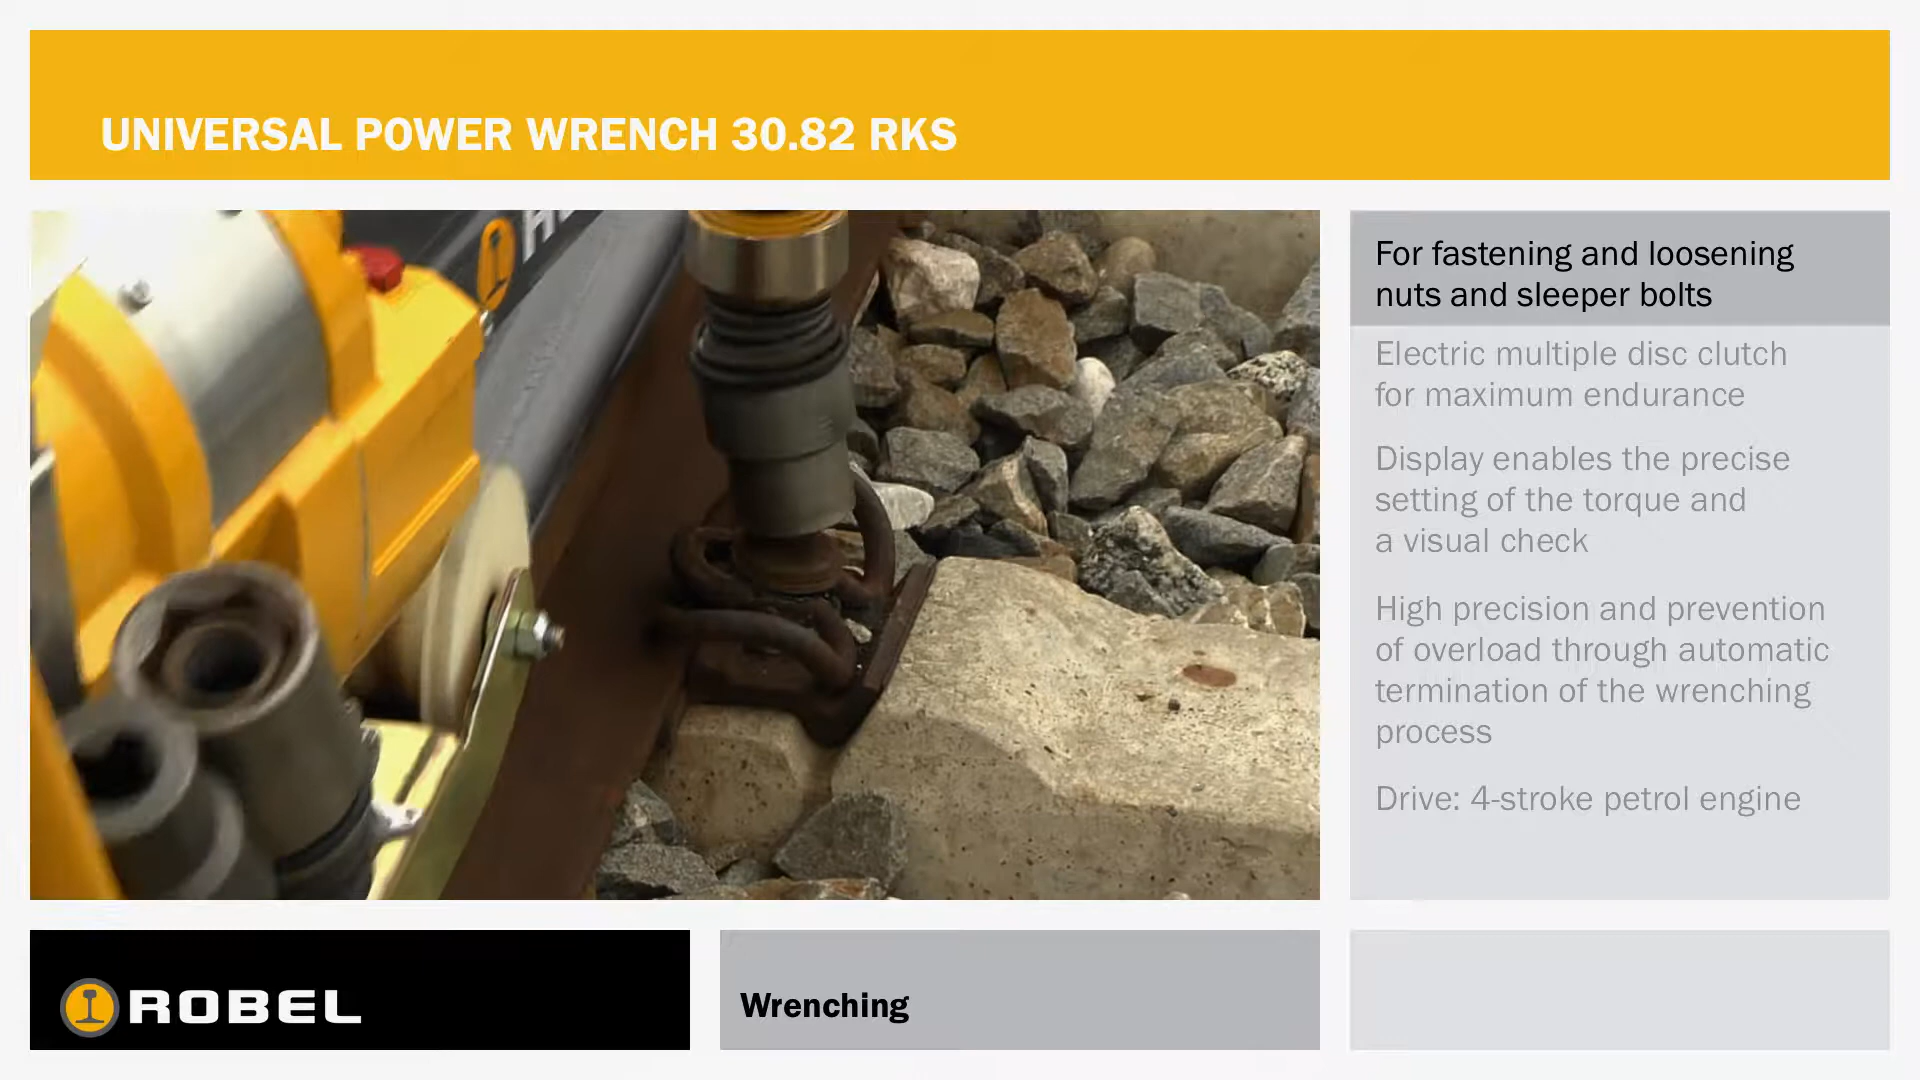 UNIVERSAL POWER WRENCH 30.82 RKS
For fastening and loosening
nuts and sleeper bolts
Electric multiple disc clutch
for maximum endurance
Display enables the precise
setting of the torque and
a visual check
High precision and prevention
of overload through automatic
termination of the wrenching
process
Drive: 4-stroke petrol engine
ROBEL
Wrenching